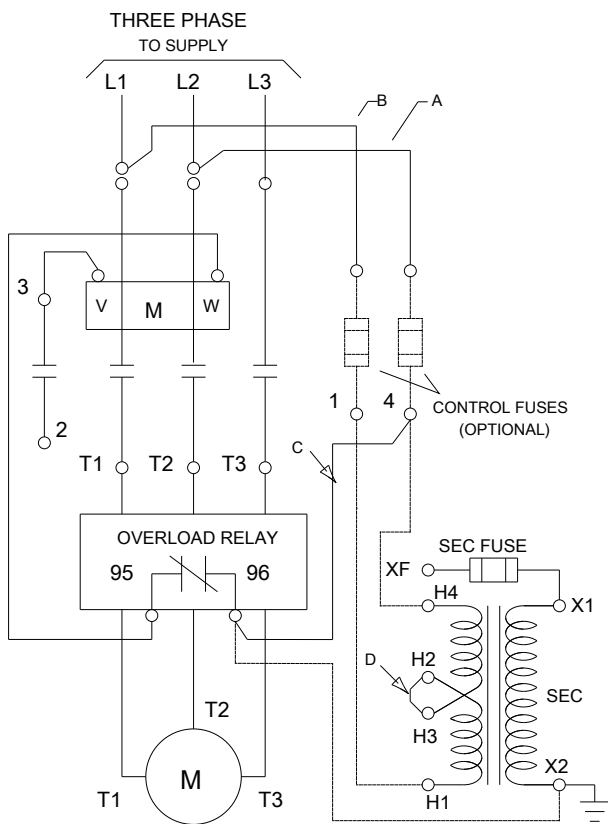 THREE PHASE
TO SUPPLY
L1 L2 L3
B A
3
V M W
2
1 4
CONTROL FUSES
(OPTIONAL)
C
T1 T2 T3
OVERLOAD RELAY
95 96
SEC FUSE
XF
H4 X1
D H2
SEC
H3
T2
M
T1 T3
H1 X2